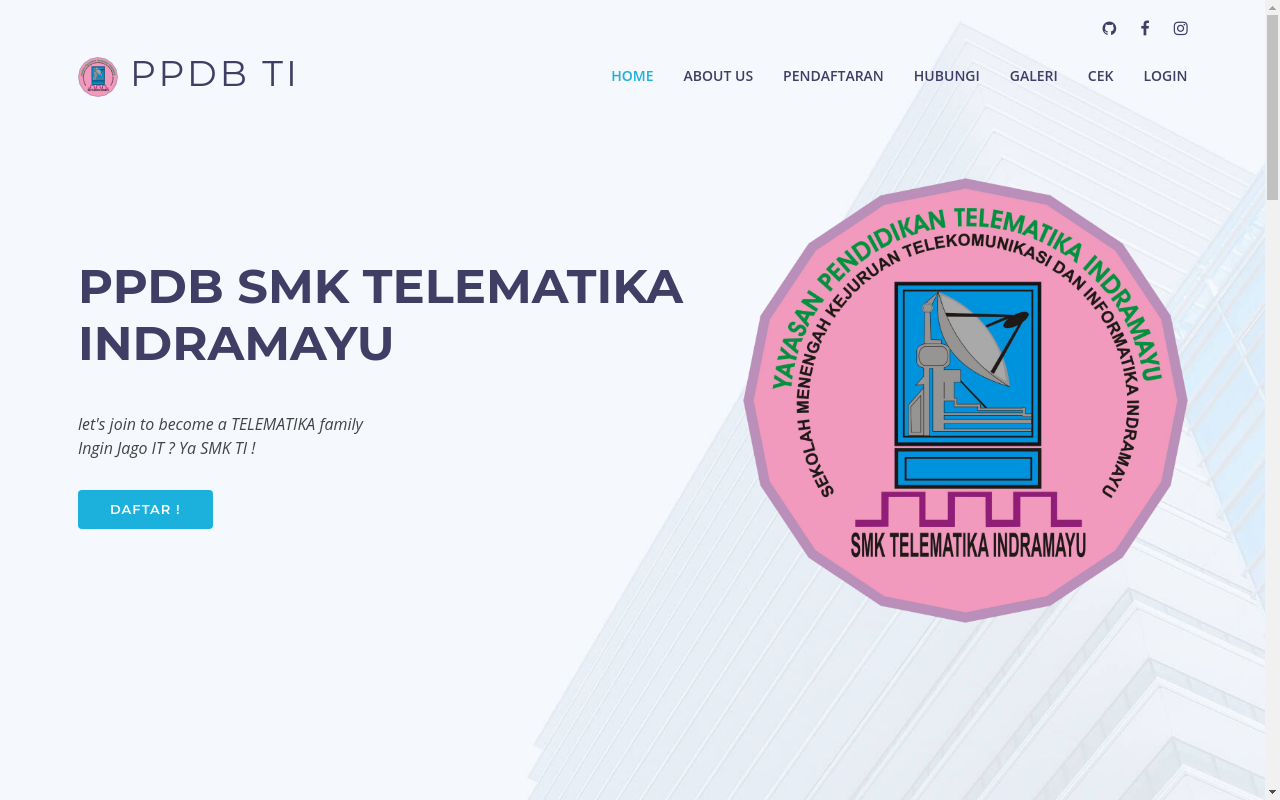 PPDB TI
HOME ABOUT US PENDAFTARAN HUBUNGI GALERI CEK LOGIN
PPDB SMK TELEMATIKA
INDRAMAYU
let's join to become a TELEMATIKA family
Ingin Jago IT ? Ya SMK TI !
DAFTAR !
YAYASAN PENDIDIKAN TELEMATIKA INDRAMAYU
SEKOLAH MENENGAH KEJURUAN TELEKOMUNIKASI DAN INFORMATIKA INDRAMAYU
SMK TELEMATIKA INDRAMAYU